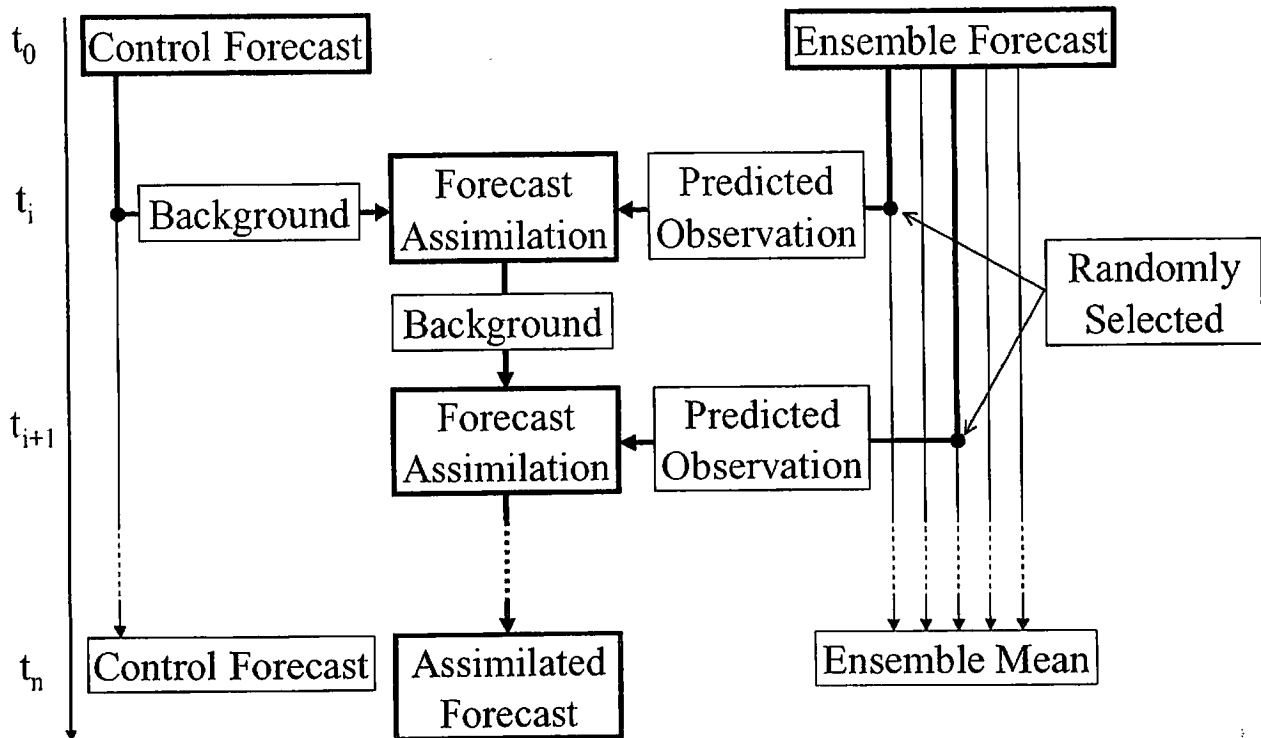 t0
Control Forecast
Ensemble Forecast
ti
Background
Forecast
Assimilation
Predicted
Observation
Randomly
Selected
Background
ti+1
Forecast
Assimilation
Predicted
Observation
tn
Control Forecast
Assimilated
Forecast
Ensemble Mean